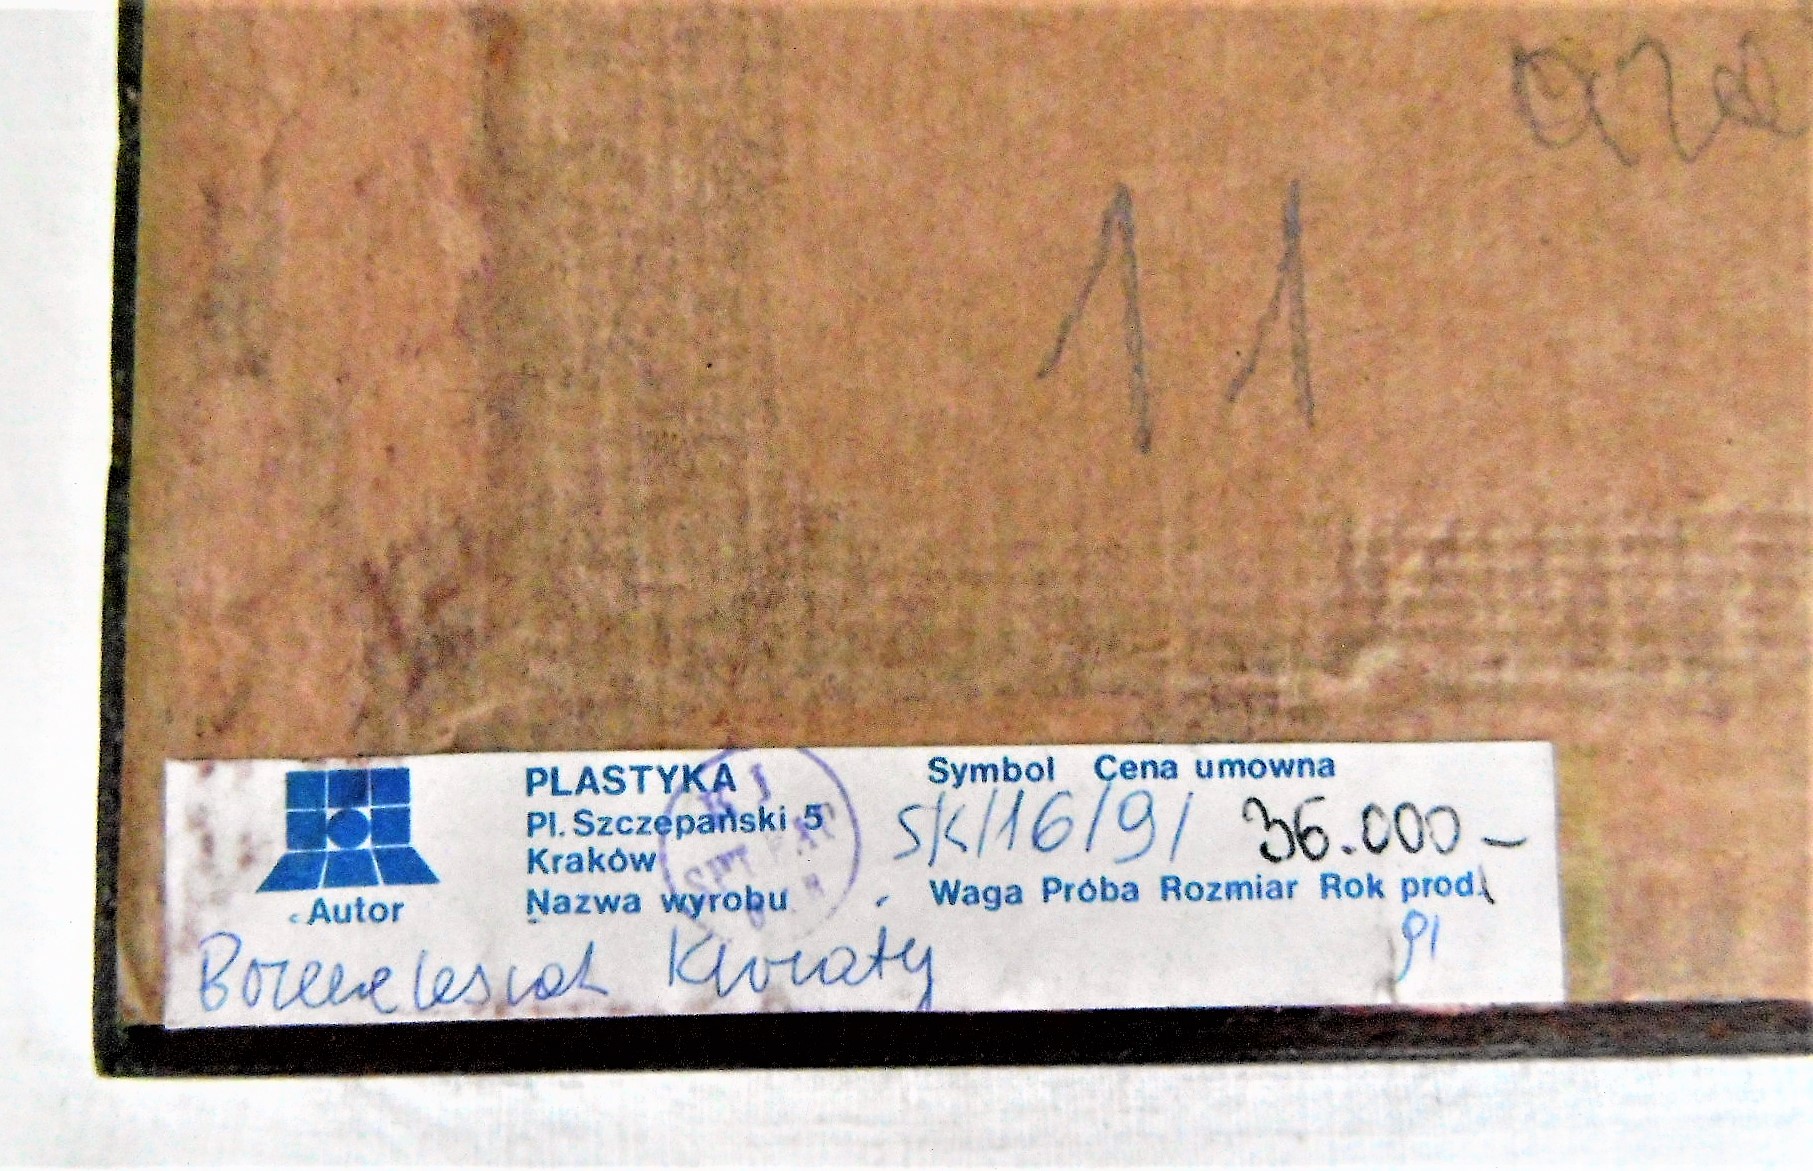 11
PLASTYKA
Pl. Szczepański 5
Kraków
Nazwa wyrobu
Autor
Kwiaty
Symbol Cena umowna
SK/16/91 36.000 –
Waga Próba Rozmiar Rok prod.
91